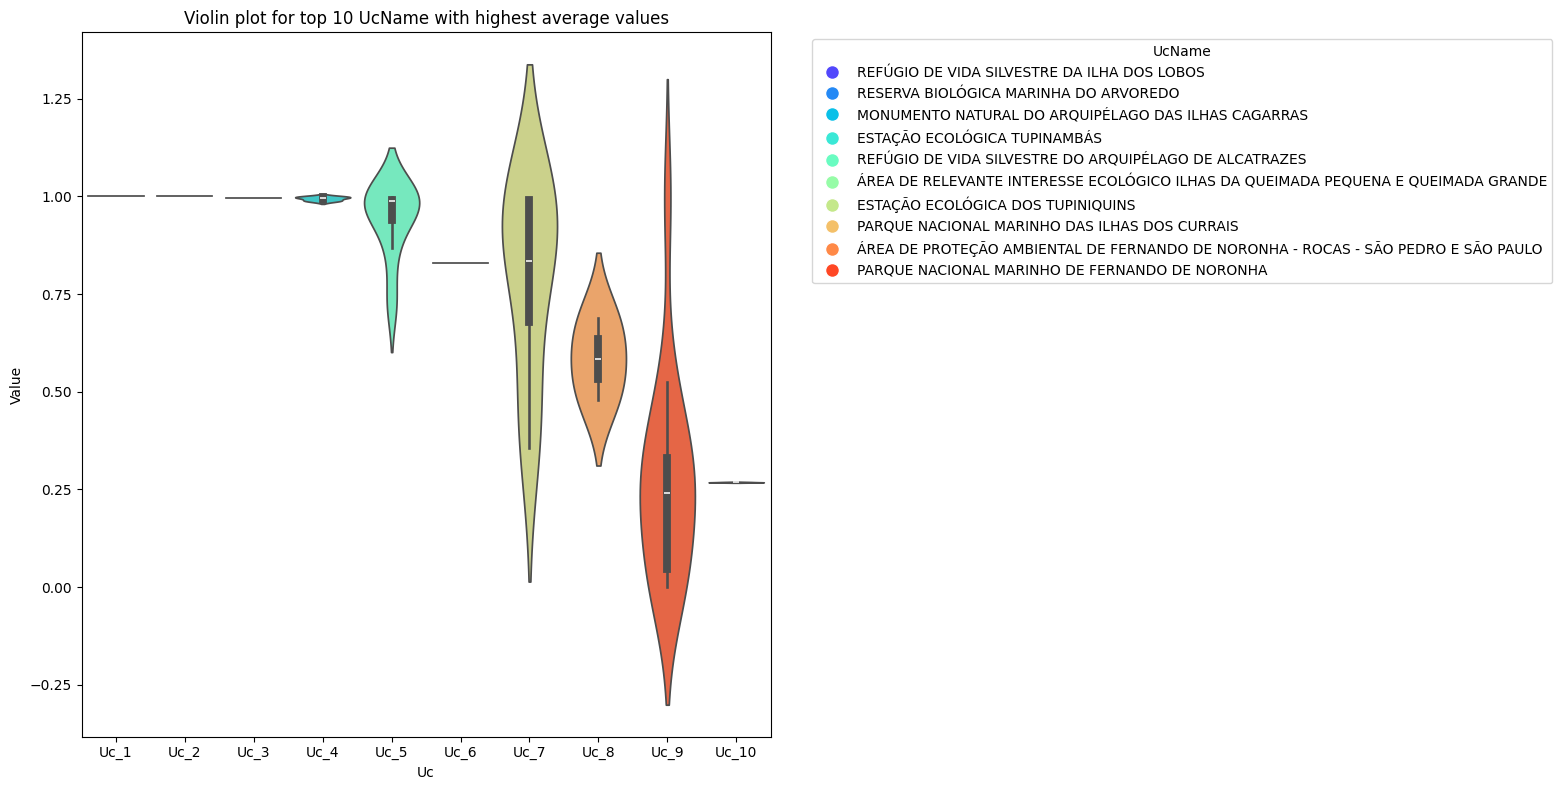 Violin plot for top 10 UcName with highest average values
1.25
1.00
0.75
0.50
0.25
0.00
−0.25
Value
Uc_1 Uc_2 Uc_3 Uc_4 Uc_5 Uc_6 Uc_7 Uc_8 Uc_9 Uc_10
Uc
UcName
REFÚGIO DE VIDA SILVESTRE DA ILHA DOS LOBOS
RESERVA BIOLÓGICA MARINHA DO ARVOREDO
MONUMENTO NATURAL DO ARQUIPÉLAGO DAS ILHAS CAGARRAS
ESTAÇÃO ECOLÓGICA TUPINAMBÁS
REFÚGIO DE VIDA SILVESTRE DO ARQUIPÉLAGO DE ALCATRAZES
ÁREA DE RELEVANTE INTERESSE ECOLÓGICO ILHAS DA QUEIMADA PEQUENA E QUEIMADA GRANDE
ESTAÇÃO ECOLÓGICA DOS TUPINIQUINS
PARQUE NACIONAL MARINHO DAS ILHAS DOS CURRAIS
ÁREA DE PROTEÇÃO AMBIENTAL DE FERNANDO DE NORONHA - ROCAS - SÃO PEDRO E SÃO PAULO
PARQUE NACIONAL MARINHO DE FERNANDO DE NORONHA